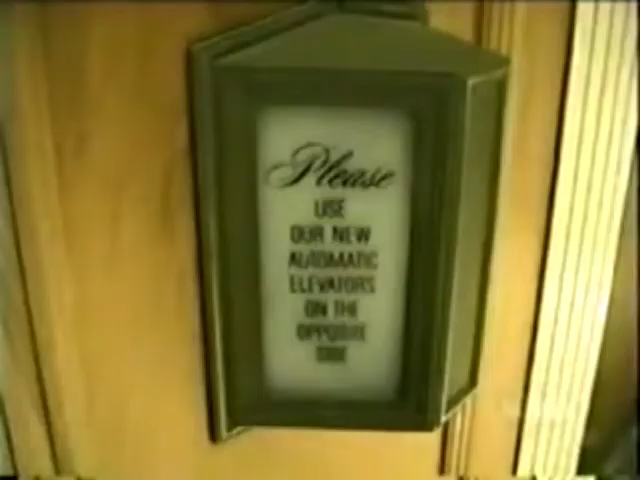 Please
USE
OUR NEW
AUTOMATIC
ELEVATORS
ON THE
OPPOSITE
SIDE